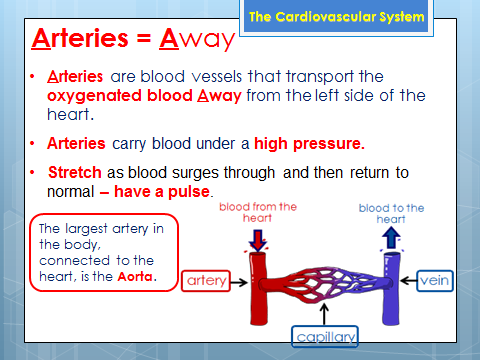 The Cardiovascular System
Arteries = Away
• Arteries are blood vessels that transport the
oxygenated blood Away from the left side of the
heart.
• Arteries carry blood under a high pressure.
• Stretch as blood surges through and then return to
normal – have a pulse.
The largest artery in
the body,
connected to the
heart, is the Aorta.
blood from the
heart
blood to the
heart
artery
vein
capillary